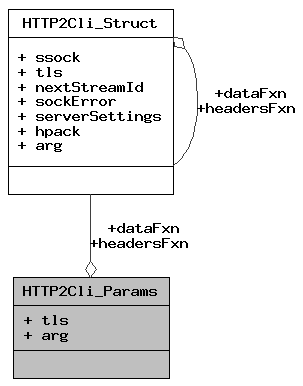 HTTP2Cli_Struct
+ ssock
+ tls
+ nextStreamId
+ sockError
+ serverSettings
+ hpack
+ arg
+dataFxn
+headersFxn
+dataFxn
+headersFxn
HTTP2Cli_Params
+ tls
+ arg